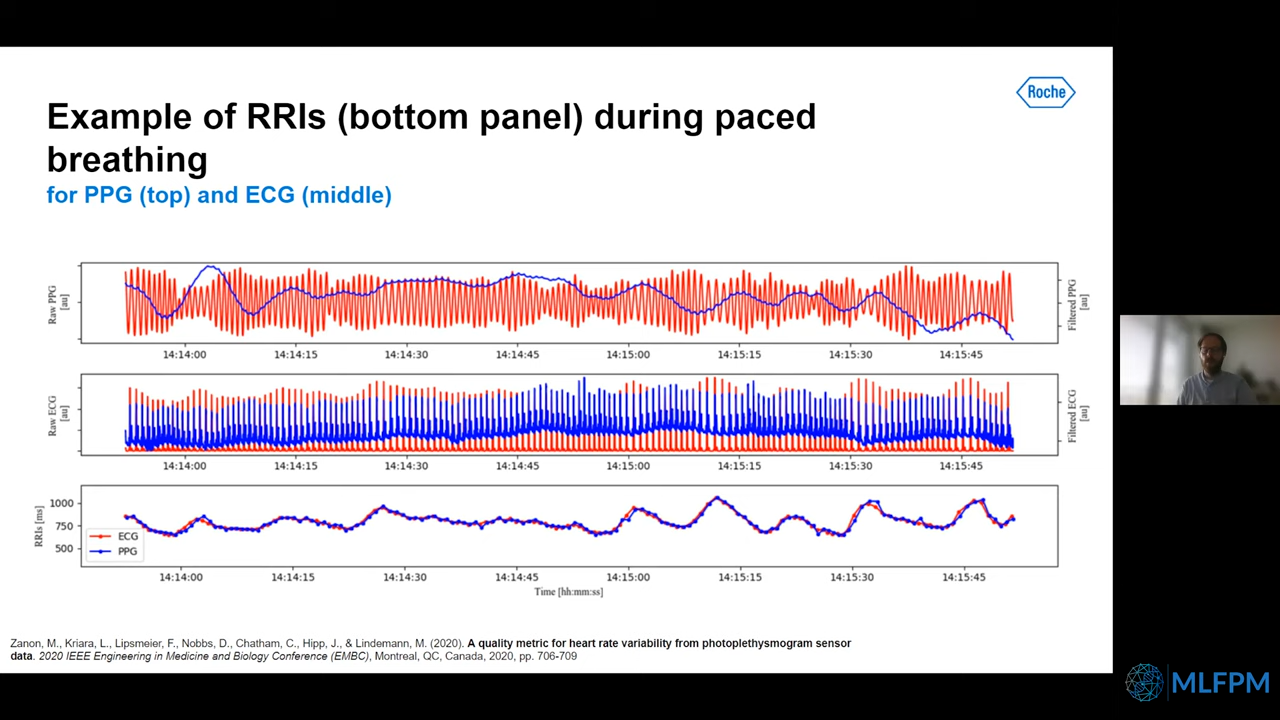 Roche
Example of RRIs (bottom panel) during paced
breathing
for PPG (top) and ECG (middle)
Raw PPG
[au]
Filtered PPG
[au]
14:14:00 14:14:15 14:14:30 14:14:45 14:15:00 14:15:15 14:15:30 14:15:45
Raw ECG
[au]
Filtered ECG
[au]
14:14:00 14:14:15 14:14:30 14:14:45 14:15:00 14:15:15 14:15:30 14:15:45
RRIs [ms]
1000
750
500
ECG
PPG
14:14:00 14:14:15 14:14:30 14:14:45 14:15:00 14:15:15 14:15:30 14:15:45
Time [hh:mm:ss]
Zanon, M., Kriara, L., Lipsmeier, F., Nobbs, D., Chatham, C., Hipp, J., & Lindemann, M. (2020). A quality metric for heart rate variability from photoplethysmogram sensor
data. 2020 IEEE Engineering in Medicine and Biology Conference (EMBC), Montreal, QC, Canada, 2020, pp. 706-709
MLFPM